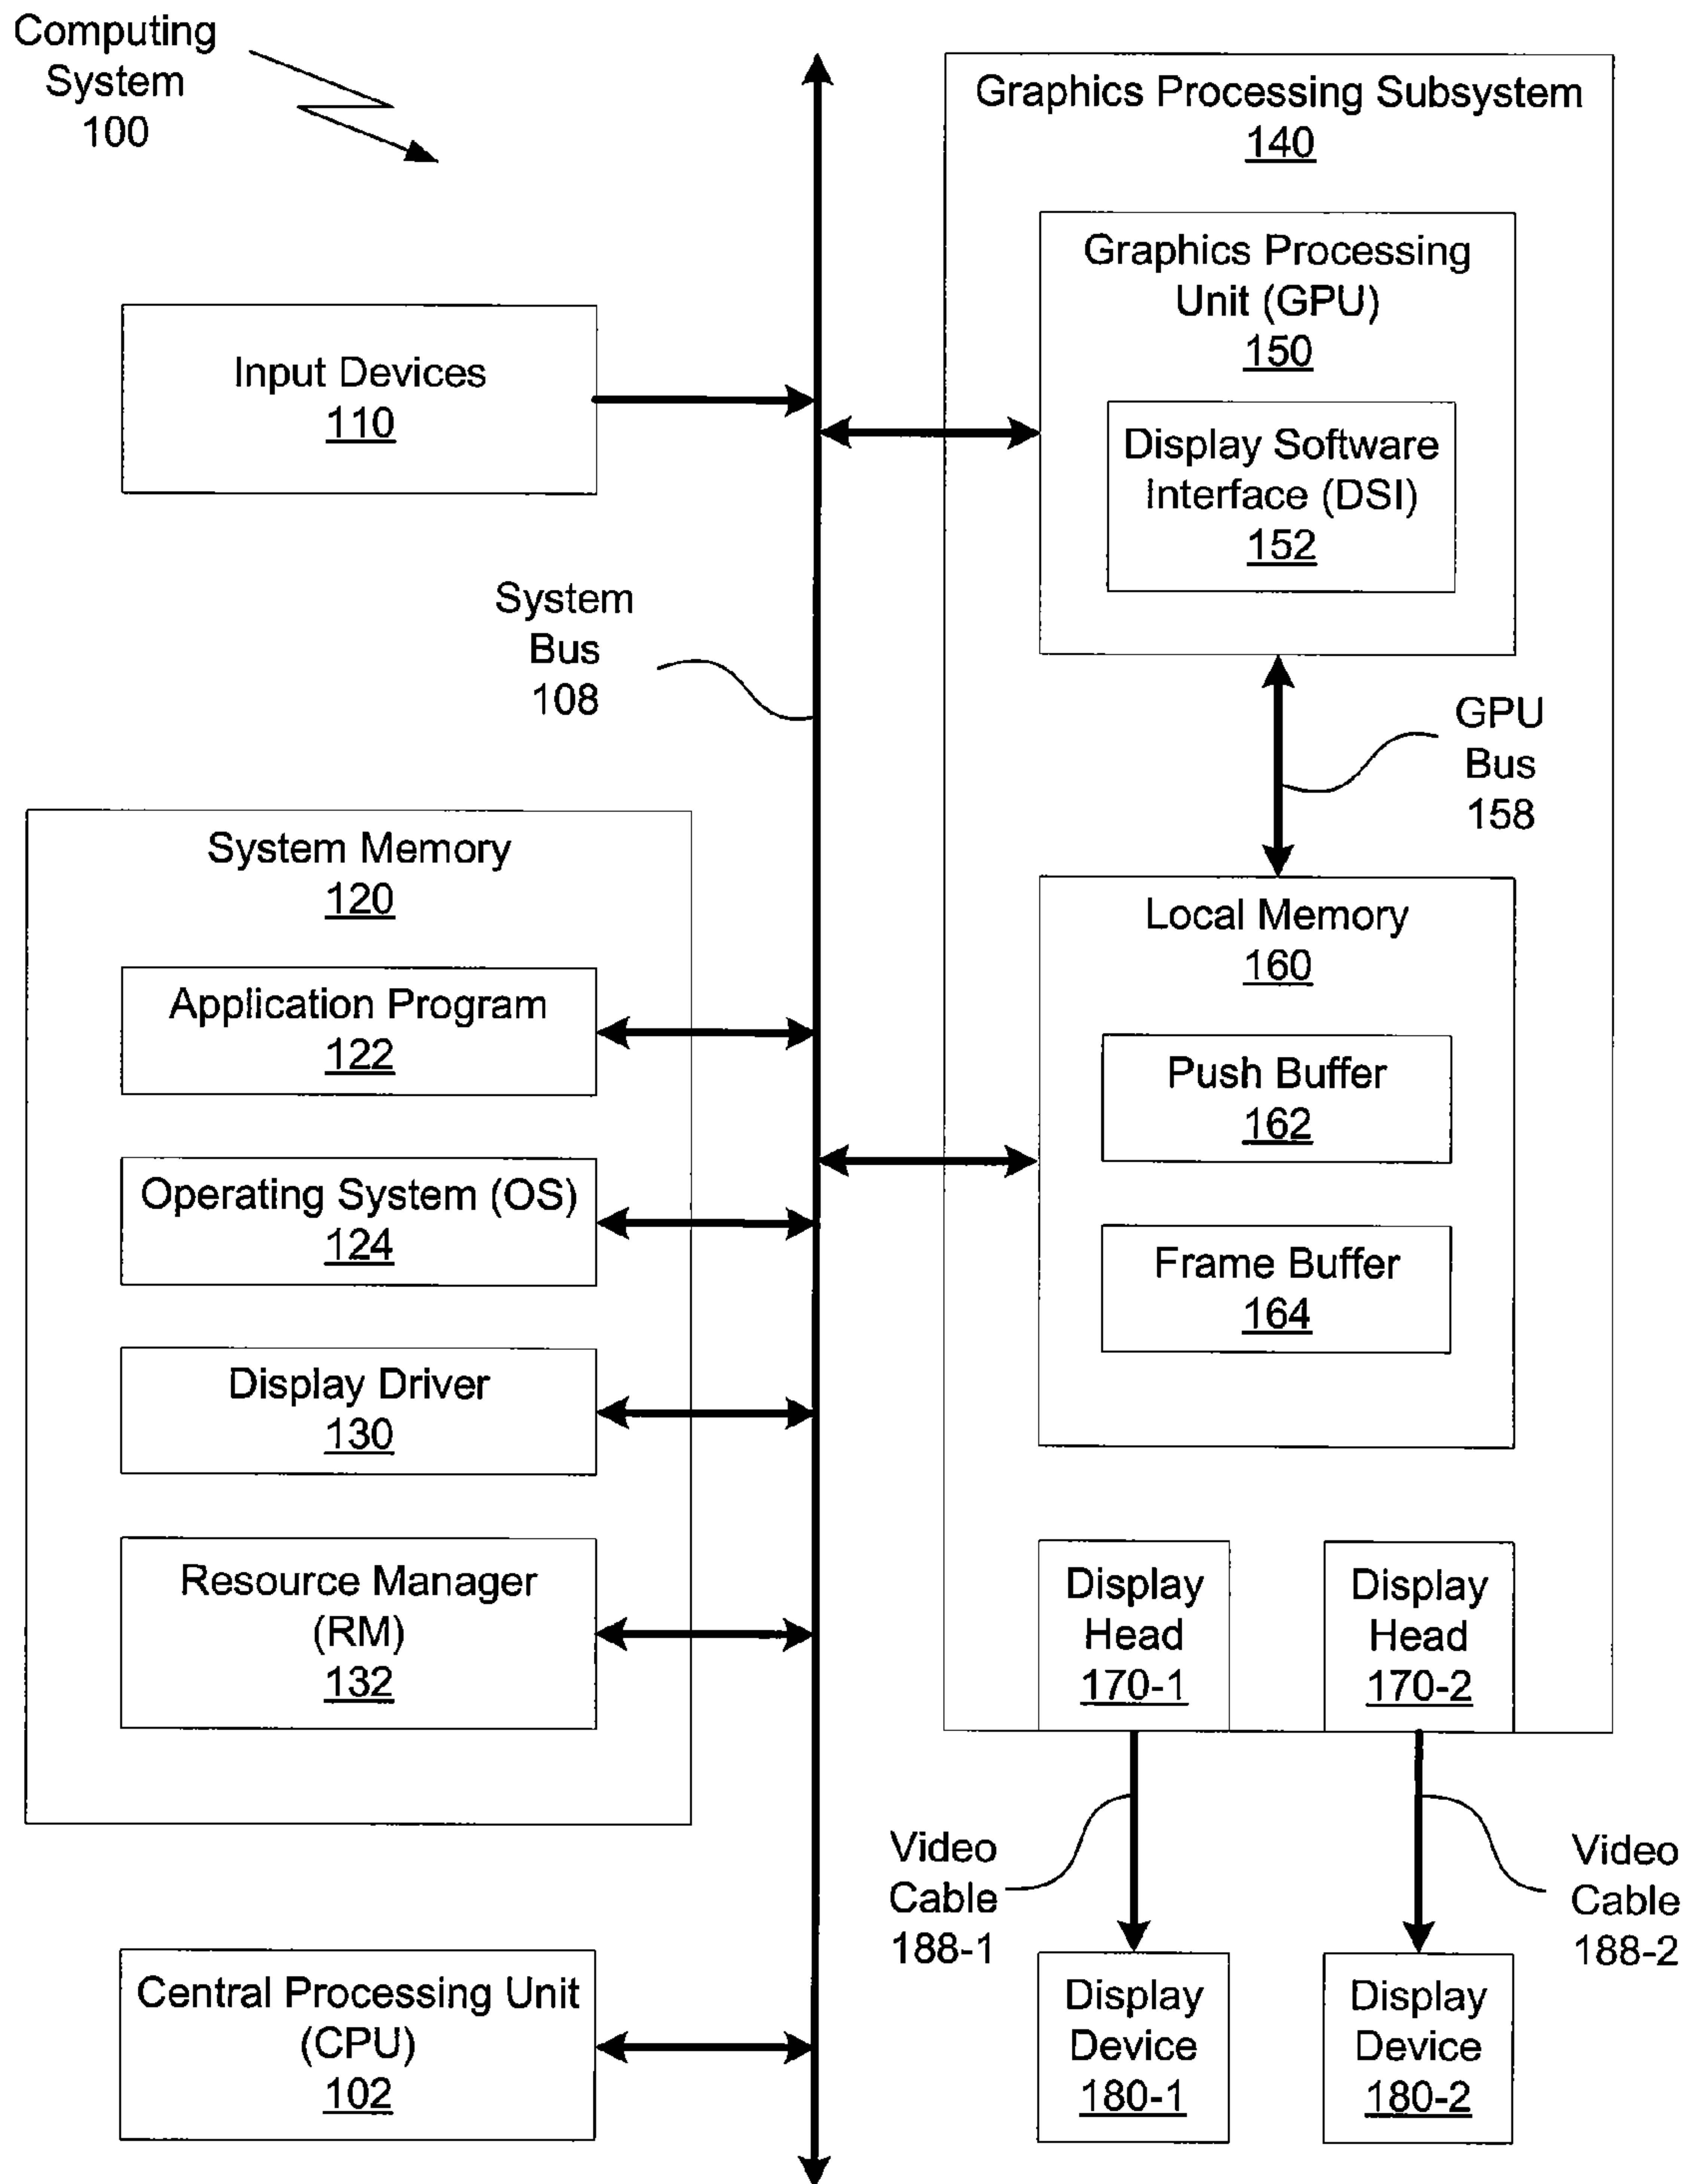 Computing
System
100
Graphics Processing Subsystem
140
Graphics Processing
Unit (GPU)
150
Display Software
Interface (DSI)
152
Input Devices
110
System
Bus
108
GPU
Bus
158
System Memory
120
Application Program
122
Operating System (OS)
124
Display Driver
130
Resource Manager
(RM)
132
Local Memory
160
Push Buffer
162
Frame Buffer
164
Display
Head
170-1
Display
Head
170-2
Video
Cable
188-1
Video
Cable
188-2
Central Processing Unit
(CPU)
102
Display
Device
180-1
Display
Device
180-2